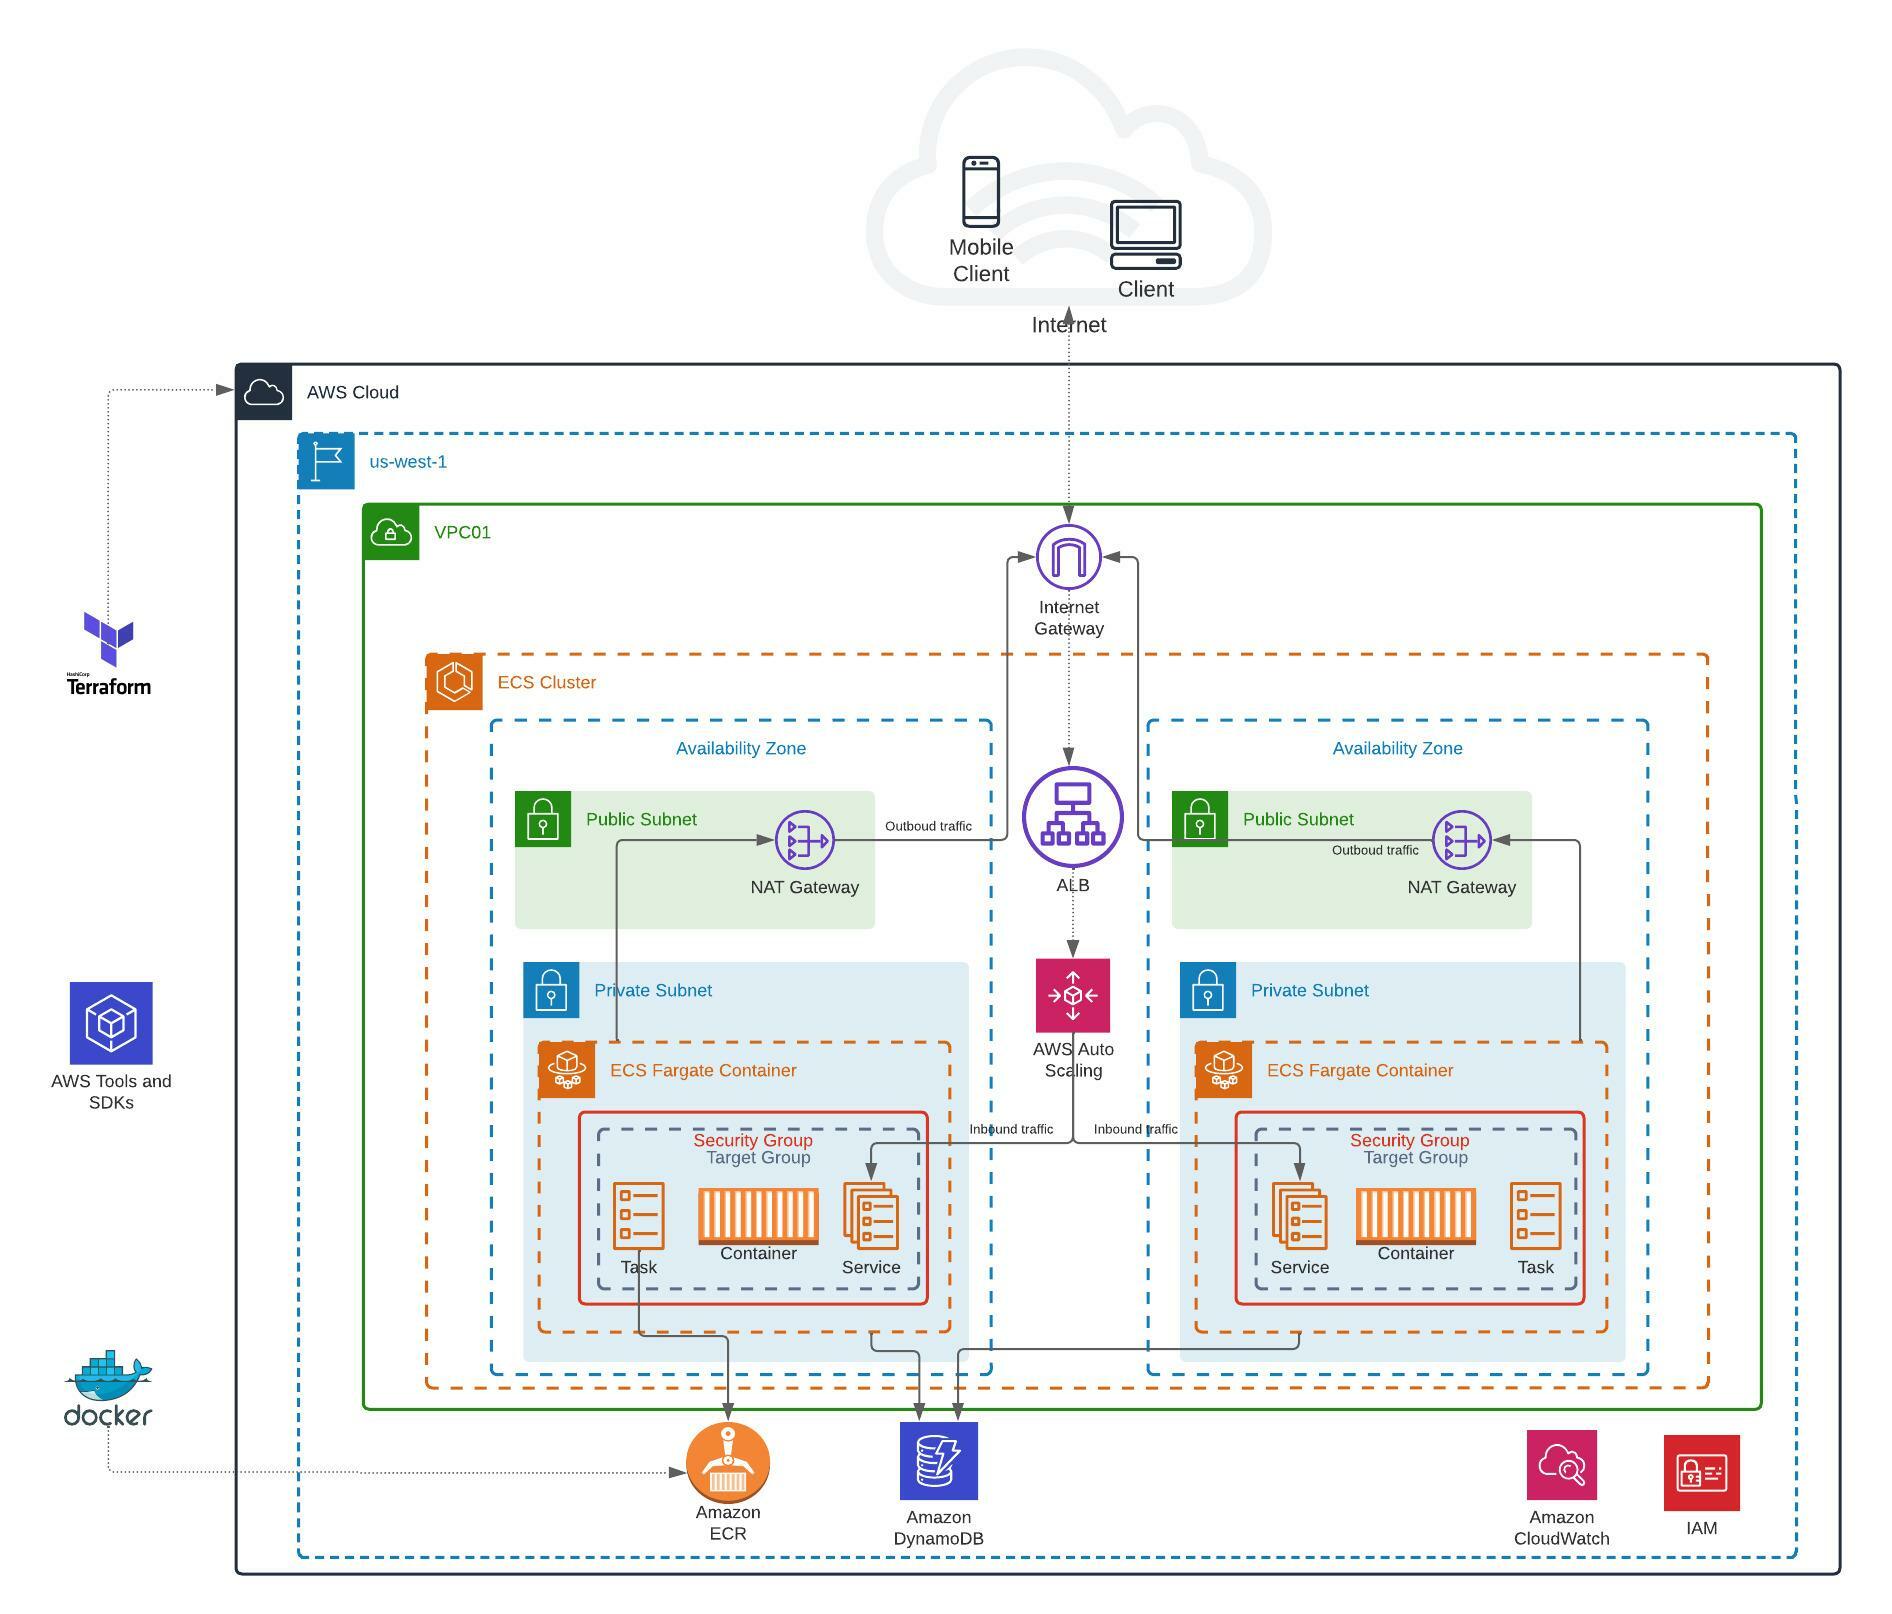 Mobile
Client
Client
Internet
AWS Cloud
us-west-1
VPC01
Internet
Gateway
HashiCorp
Terraform
ECS Cluster
Availability Zone
Availability Zone
Public Subnet
Outboud traffic
NAT Gateway
ALB
Public Subnet
Outboud traffic
NAT Gateway
Private Subnet
Private Subnet
AWS Tools and
SDKs
AWS Auto
Scaling
ECS Fargate Container
ECS Fargate Container
Inbound traffic
Inbound traffic
Security Group
Target Group
Task
Container
Service
Security Group
Target Group
Service
Container
Task
docker
Amazon
ECR
Amazon
DynamoDB
Amazon
CloudWatch
IAM